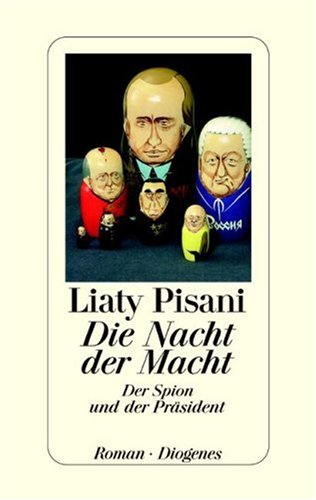 РОССИЯ
Liaty Pisani
Die Nacht
der Macht
Der Spion
und der Präsident
Roman · Diogenes